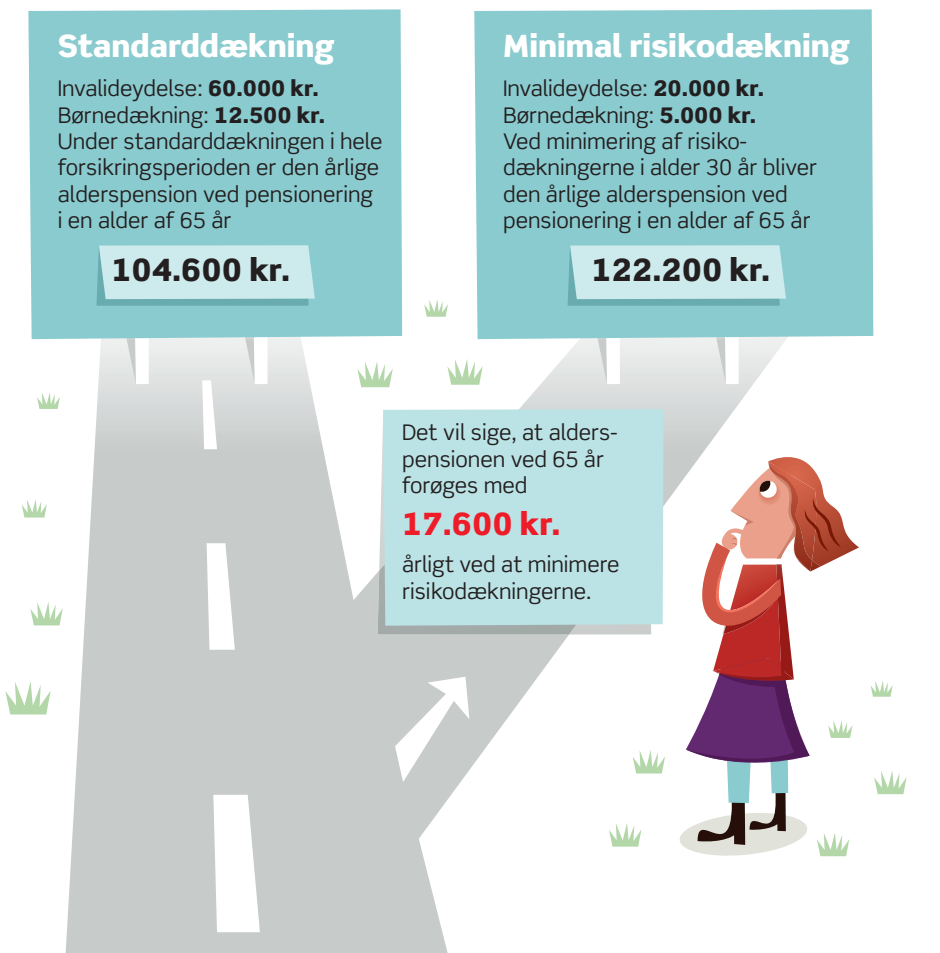 Standarddækning
Invalideydelse: 60.000 kr.
Børnedækning: 12.500 kr.
Under standarddækningen i hele
forsikringsperioden er den årlige
alderspension ved pensionering
i en alder af 65 år
104.600 kr.
Minimal risikodækning
Invalideydelse: 20.000 kr.
Børnedækning: 5.000 kr.
Ved minimering af risiko-
dækningerne i alder 30 år bliver
den årlige alderspension ved
pensionering i en alder af 65 år
122.200 kr.
Det vil sige, at alders-
pensionen ved 65 år
forøges med
17.600 kr.
årligt ved at minimere
risikodækningerne.